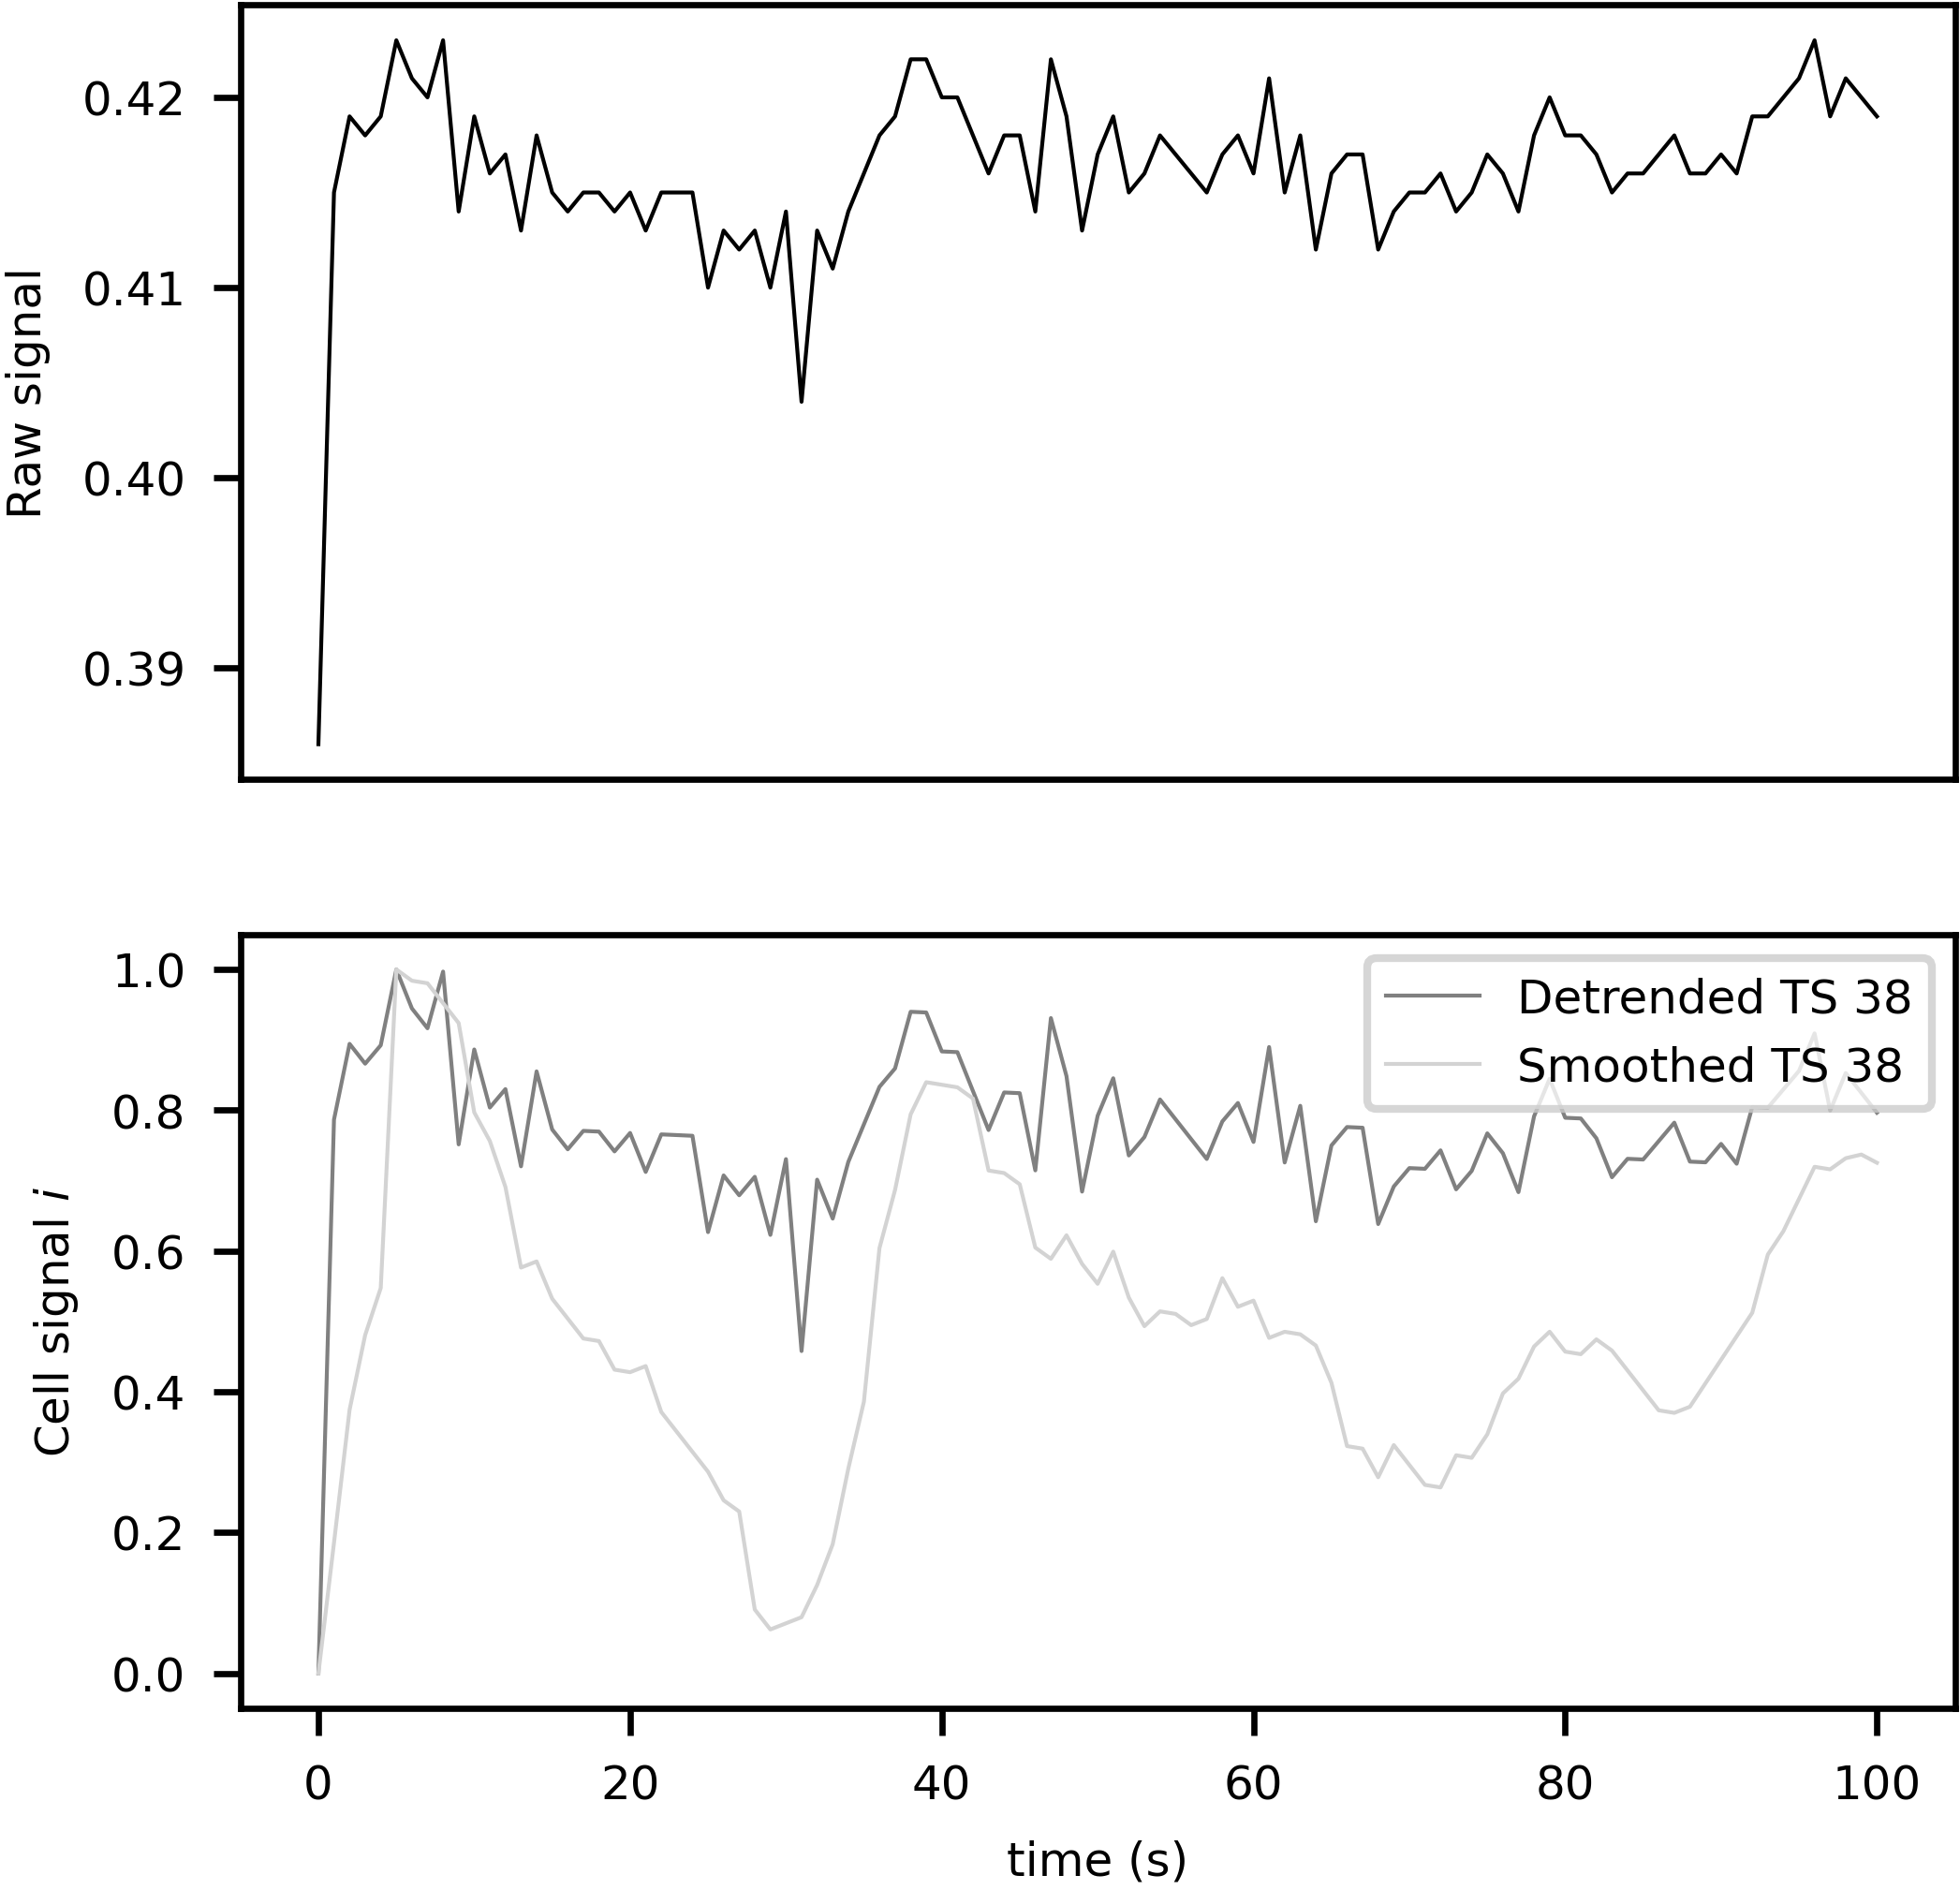 Raw signal
0.42
0.41
0.40
0.39
Cell signal i
1.0
0.8
0.6
0.4
0.2
0.0
Detrended TS 38
Smoothed TS 38
0 20 40 60 80 100
time (s)